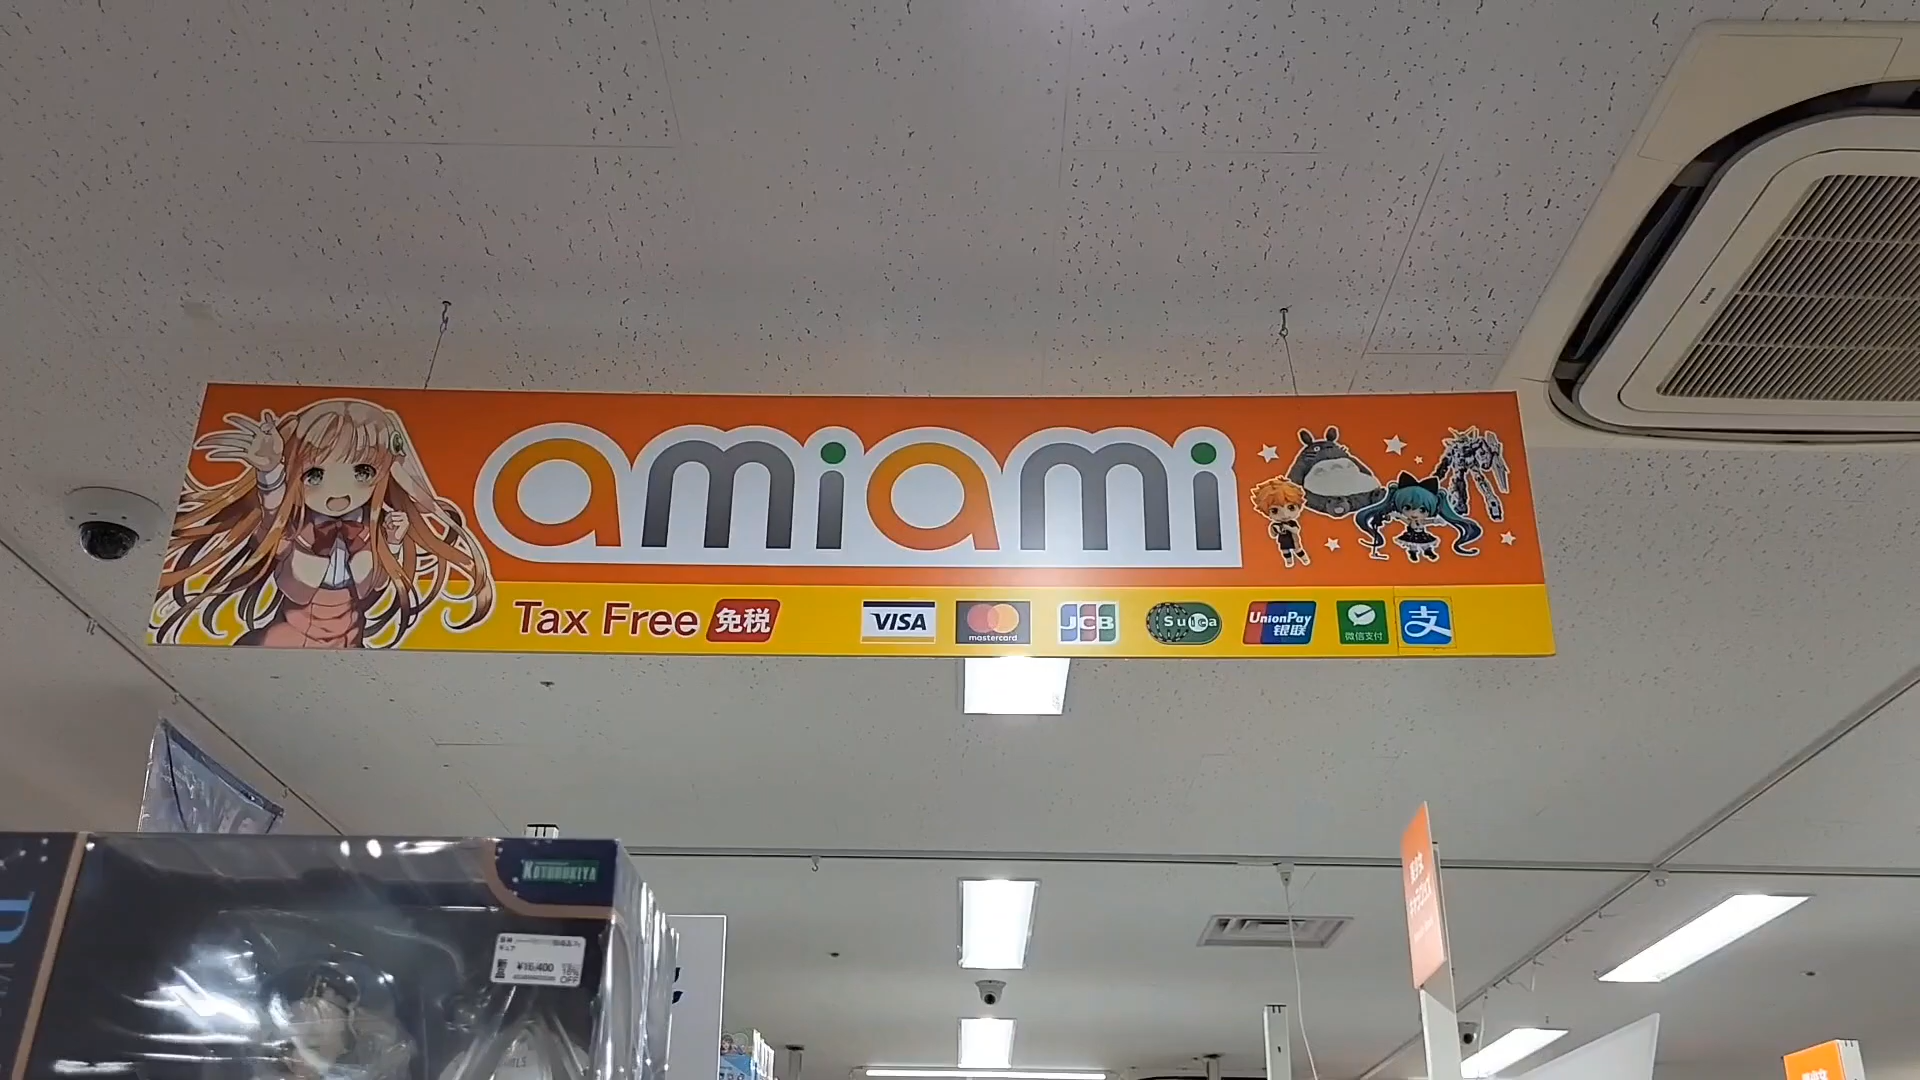 amiami
Tax Free 免税
VISA
mastercard
JCB
Suica
UnionPay
银联
微信支付
支
KOTOBUKIYA
¥16,400
OFF